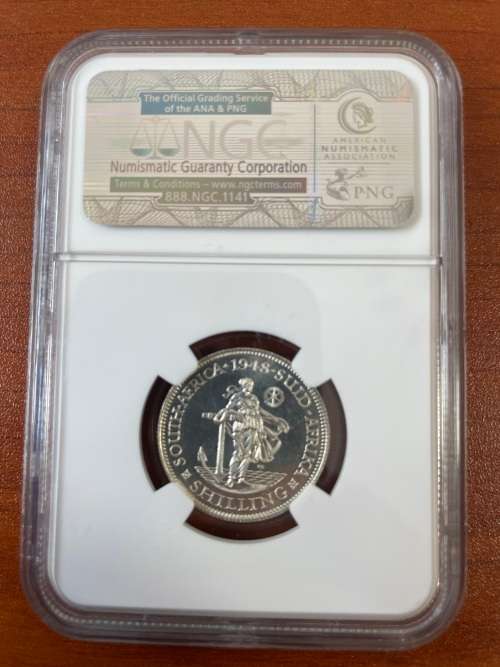 The Official Grading Service
of the ANA & PNG
NGC
Numismatic Guaranty Corporation
Terms & Conditions – www.ngcterms.com
888.NGC.1141
AMERICAN
NUMISMATIC
ASSOCIATION
PNG
SOUTH·AFRICA·1948·SUID-AFRIKA
SHILLING